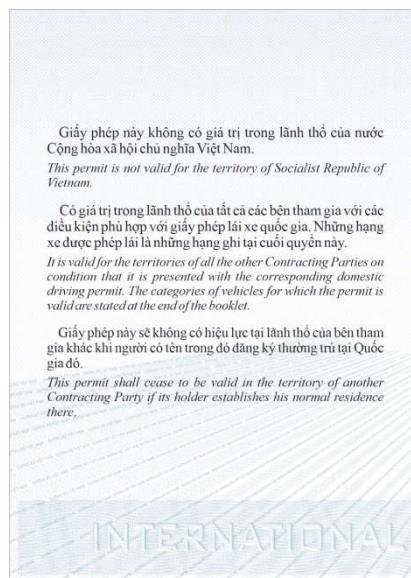 Giấy phép này không có giá trị trong lãnh thổ của nước
Cộng hòa xã hội chủ nghĩa Việt Nam.
This permit is not valid for the territory of Socialist Republic of
Vietnam.
Có giá trị trong lãnh thổ của tất cả các bên tham gia với các
điều kiện phù hợp với giấy phép lái xe quốc gia. Những hạng
xe được phép lái là những hạng ghi tại cuối quyển này.
It is valid for the territories of all the other Contracting Parties on
condition that it is presented with the corresponding domestic
driving permit. The categories of vehicles for which the permit is
valid are stated at the end of the booklet.
Giấy phép này sẽ không có hiệu lực tại lãnh thổ của bên tham
gia khác khi người có tên trong đó đăng ký thường trú tại Quốc
gia đó.
This permit shall cease to be valid in the territory of another
Contracting Party if its holder establishes his normal residence
there.
INTERNATIONAL